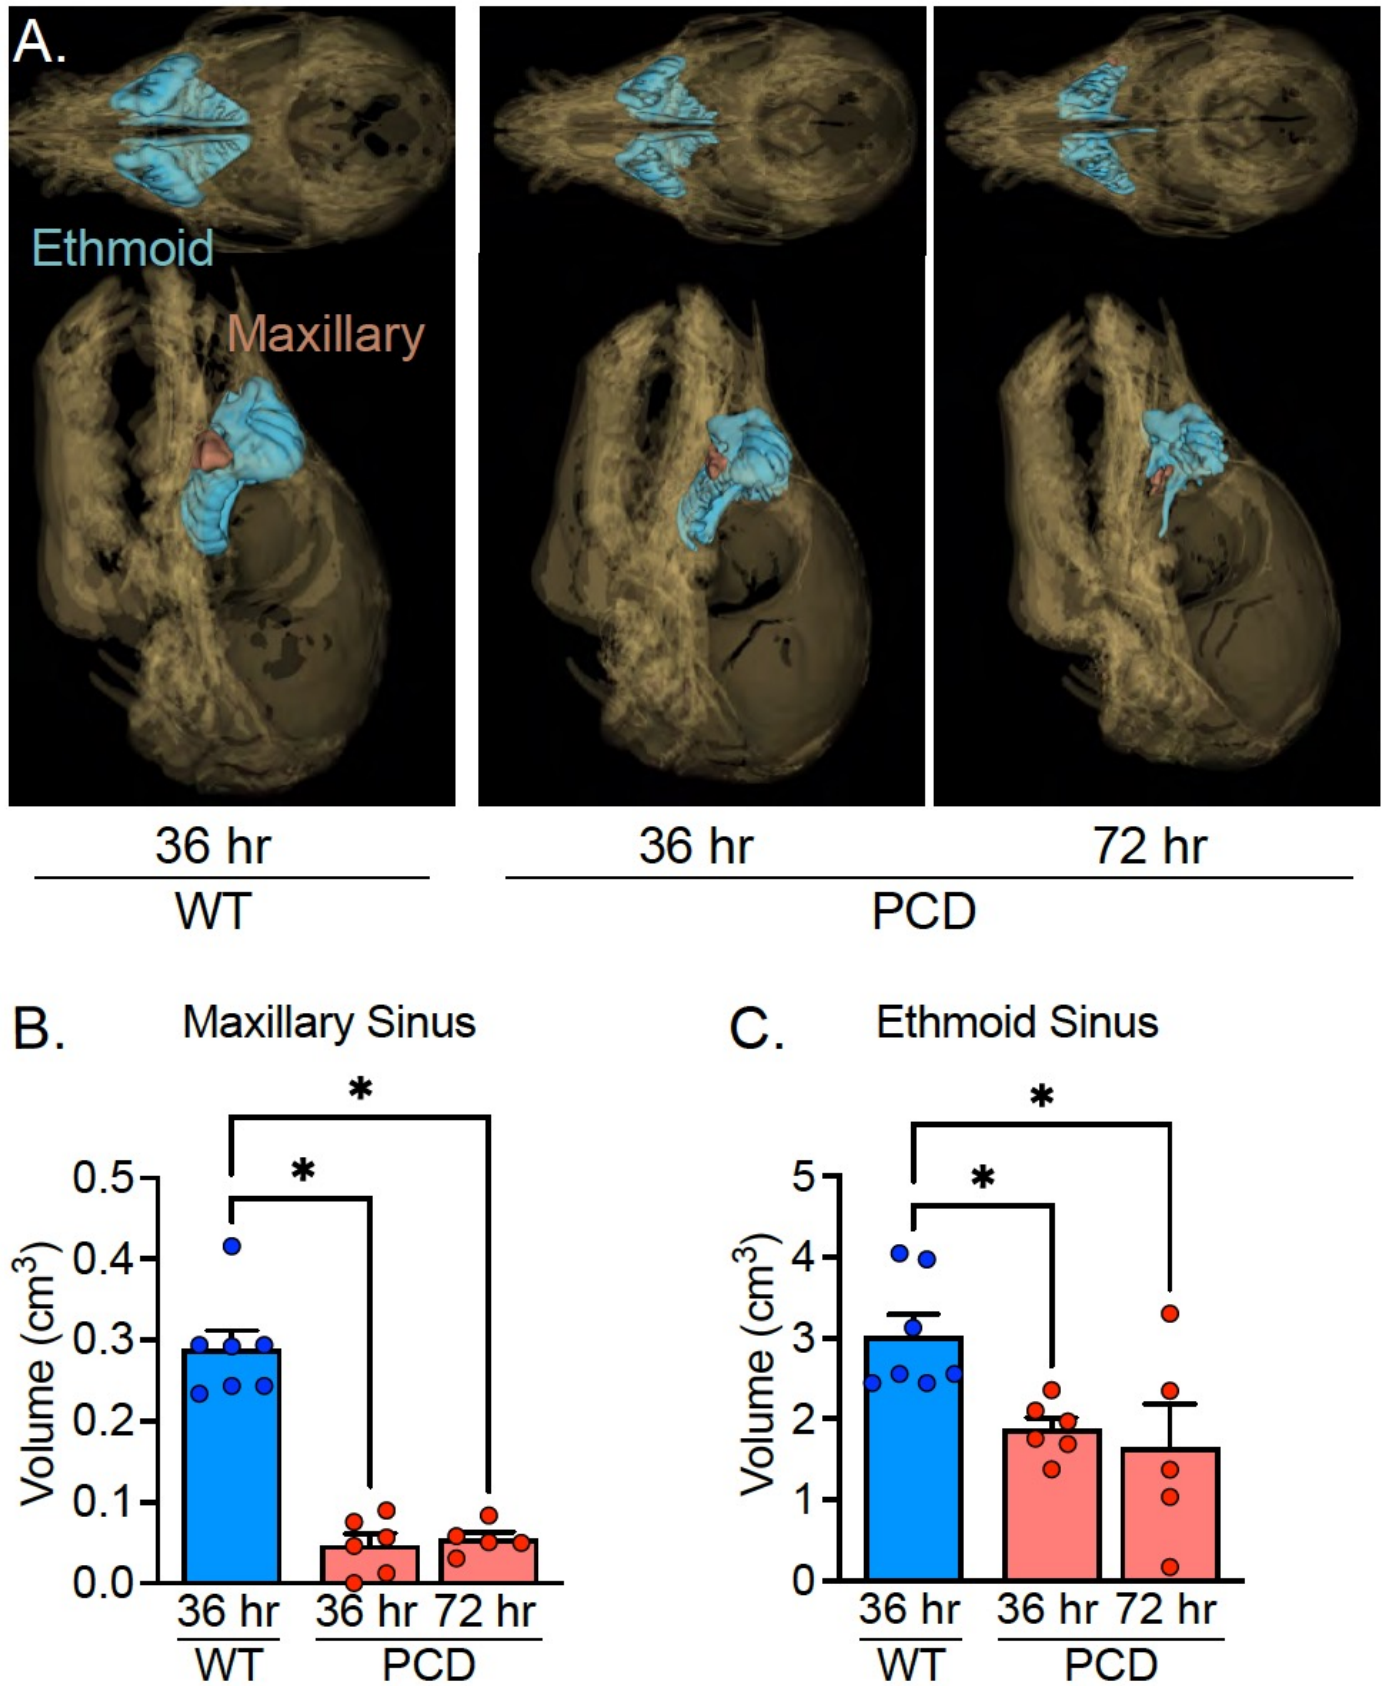 A.
Ethmoid
Maxillary
36 hr
36 hr
72 hr
WT
PCD
B.
Maxillary Sinus
*
*
Volume (cm³)
0.5
0.4
0.3
0.2
0.1
0.0
36 hr
36 hr
72 hr
WT
PCD
C.
Ethmoid Sinus
*
*
Volume (cm³)
5
4
3
2
1
0
36 hr
36 hr
72 hr
WT
PCD